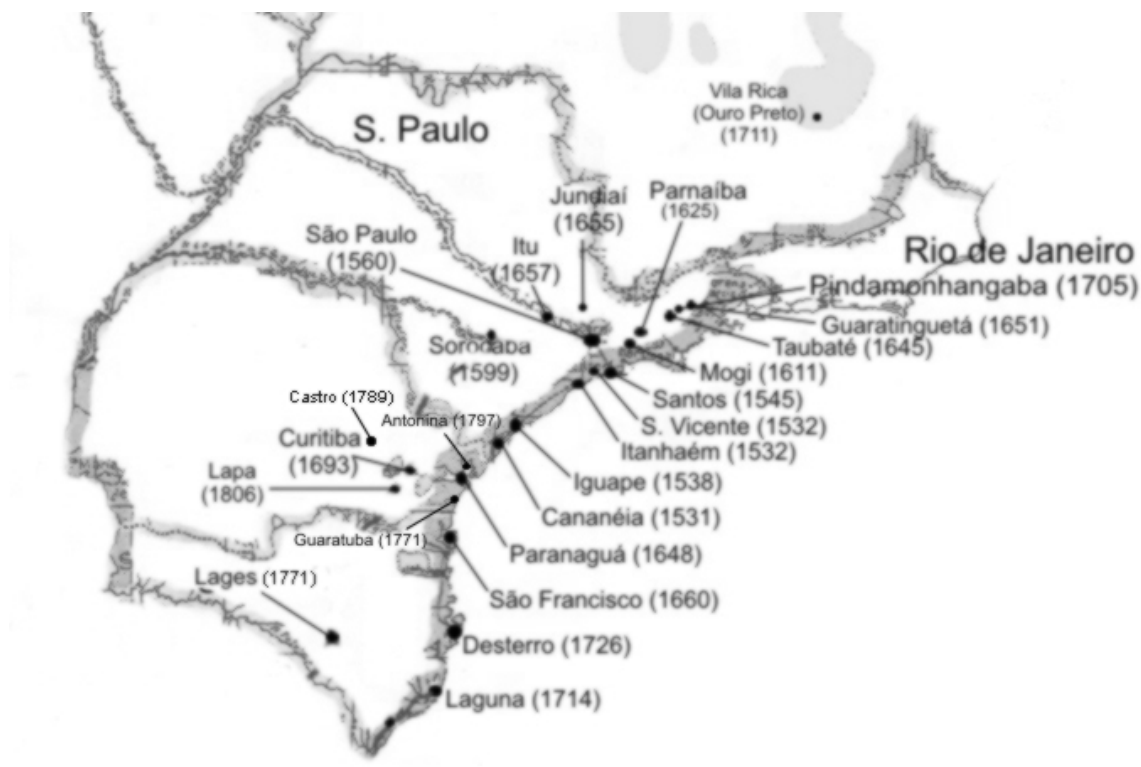 Vila Rica
(Ouro Preto)
(1711)
S. Paulo
Jundiaí
(1655)
Parnaíba
(1625)
São Paulo
(1560)
Itu
(1657)
Rio de Janeiro
Pindamonhangaba (1705)
Guaratinguetá (1651)
Taubaté (1645)
Sorocaba
(1599)
Mogi (1611)
Santos (1545)
S. Vicente (1532)
Itanhaém (1532)
Castro (1789)
Antonina (1797)
Curitiba
(1693)
Lapa
(1806)
Iguape (1538)
Cananéia (1531)
Guaratuba (1771)
Paranaguá (1648)
Lages (1771)
São Francisco (1660)
Desterro (1726)
Laguna (1714)